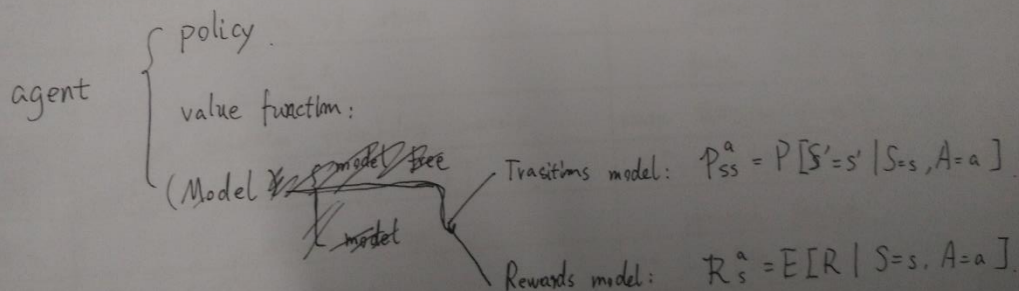 policy.
agent
value function:
(Model
Trasitions model: P^a_ss = P[S'=s' | S=s, A=a]
Rewards model: R^a_s = E[R | S=s, A=a].
model free
model